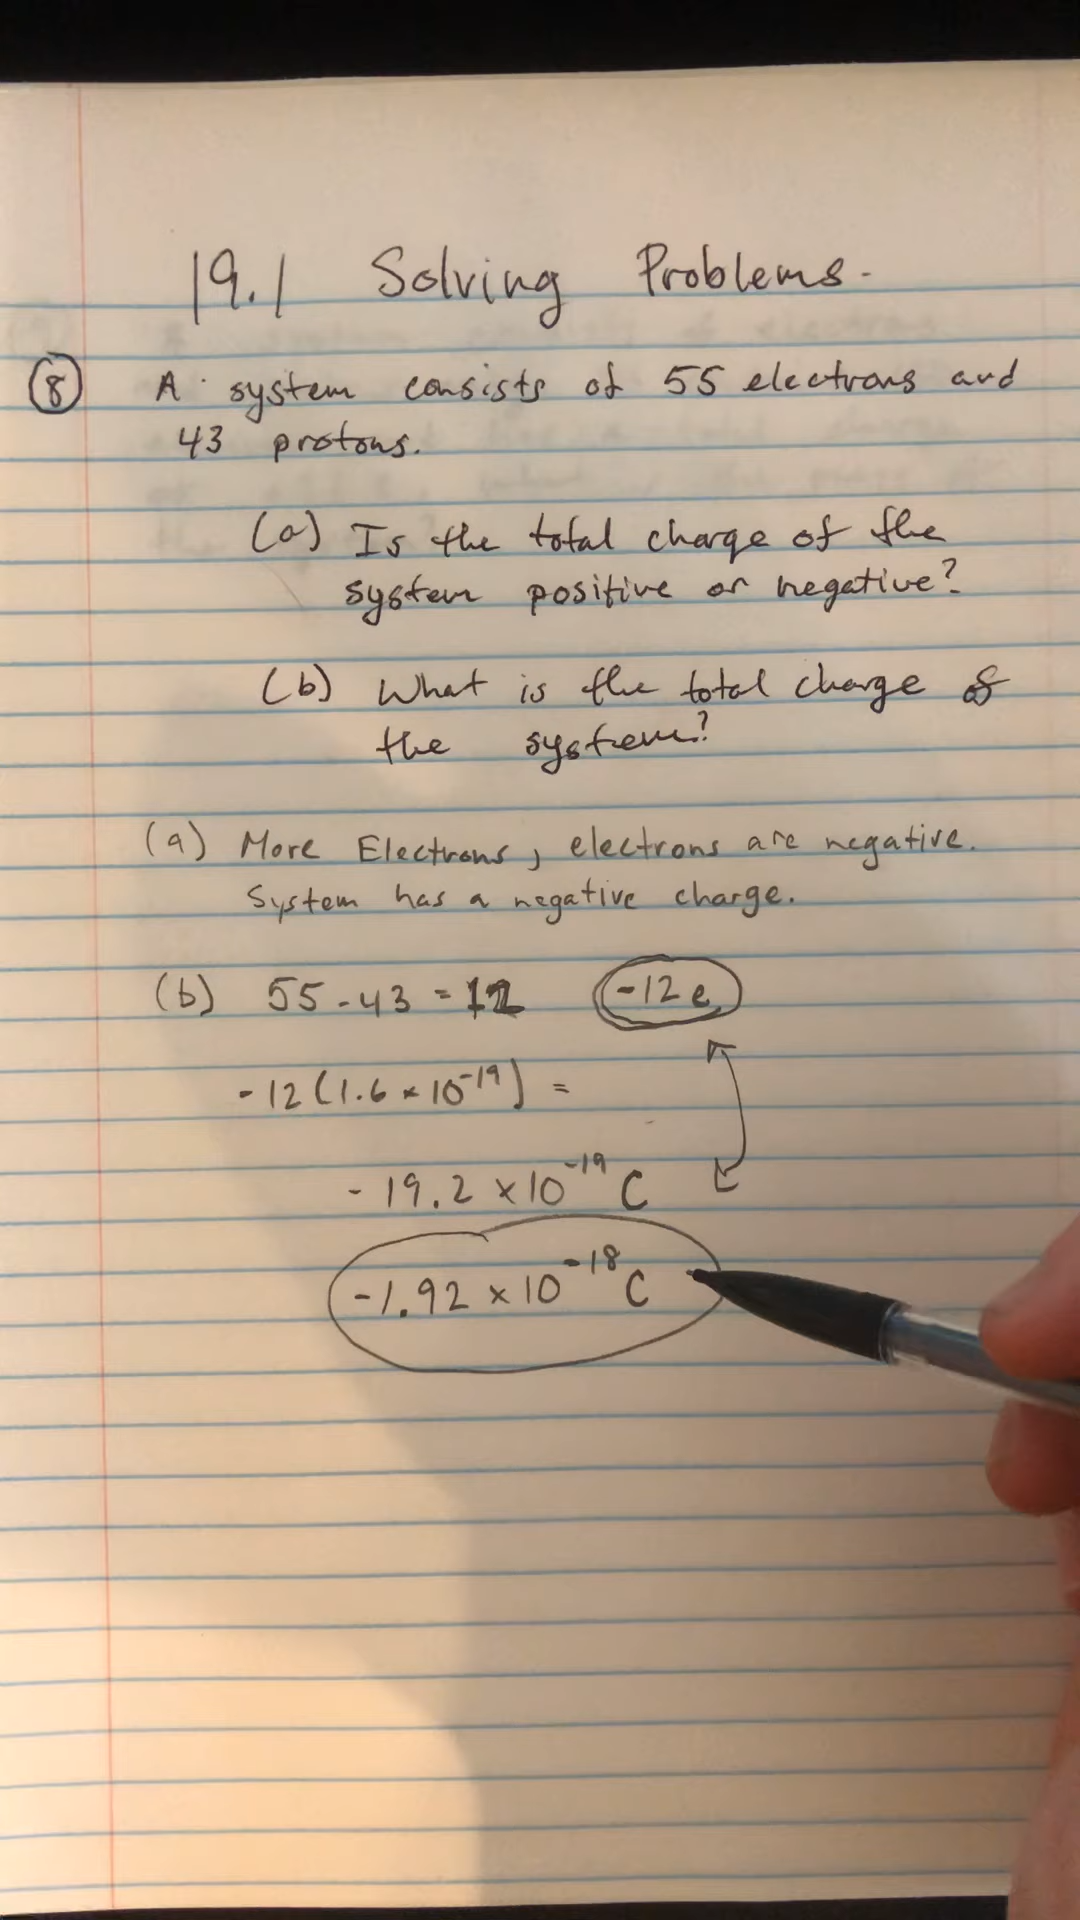 19.1 Solving Problems.
(8) A system consists of 55 electrons and
43 protons.
(a) Is the total charge of the
system positive or negative?
(b) What is the total charge of
the system?
(a) More Electrons, electrons are negative.
System has a negative charge.
(b) 55 - 43 = 12 -12 e
-12 (1.6 × 10⁻¹⁹) =
- 19.2 × 10⁻¹⁹ C
-1.92 × 10⁻¹⁸ C